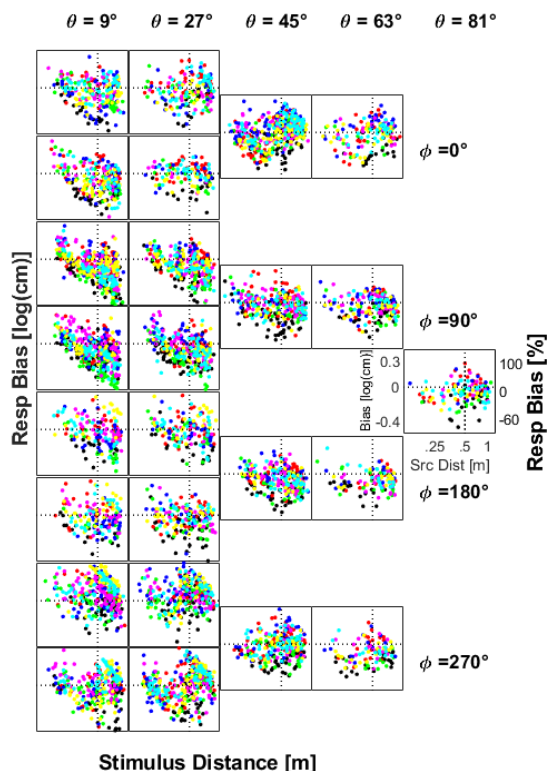 θ = 9° θ = 27° θ = 45° θ = 63° θ = 81°
ϕ =0°
ϕ =90°
Resp Bias [log(cm)]
Bias [log(cm)]
0.3
0
-0.4
100
0
-60
Resp Bias [%]
.25 .5 1
Src Dist [m]
ϕ =180°
ϕ =270°
Stimulus Distance [m]